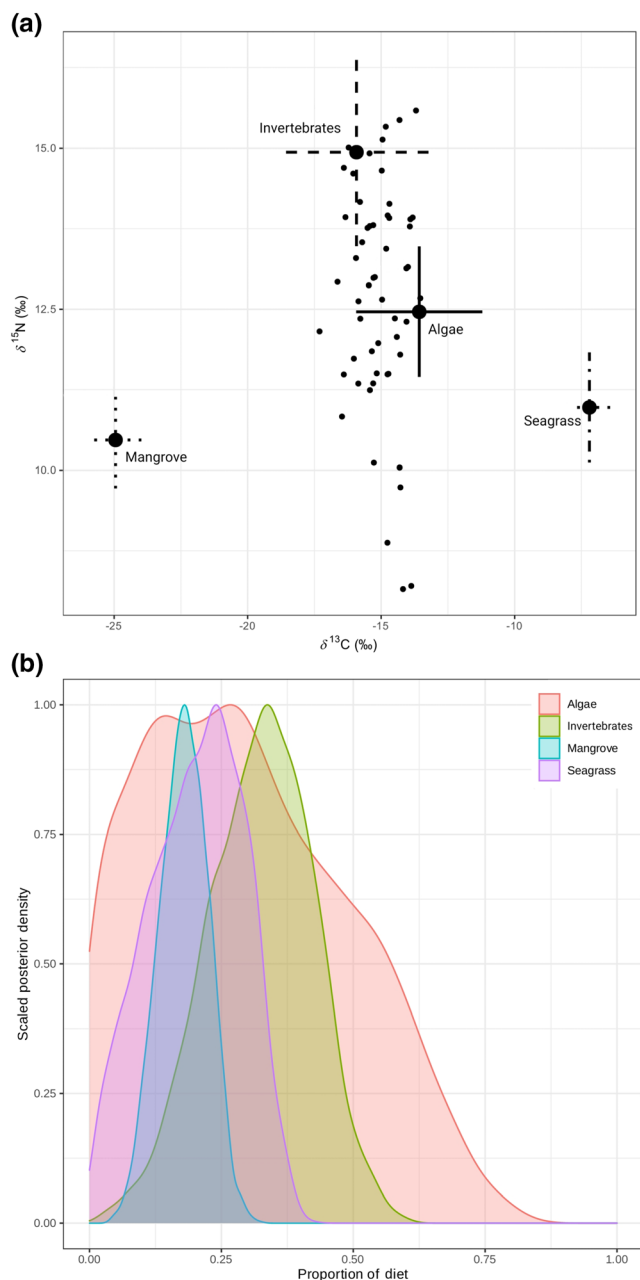 (a)
Invertebrates
Algae
Seagrass
Mangrove
15.0
12.5
10.0
δ¹⁵N (‰)
-25
-20
-15
-10
δ¹³C (‰)
(b)
Algae
Invertebrates
Mangrove
Seagrass
1.00
0.75
0.50
0.25
0.00
Scaled posterior density
0.00
0.25
0.50
0.75
1.00
Proportion of diet